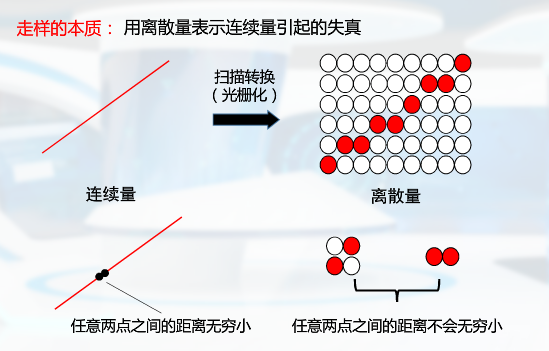 走样的本质：用离散量表示连续量引起的失真
扫描转换
（光栅化）
连续量
离散量
任意两点之间的距离无穷小
任意两点之间的距离不会无穷小